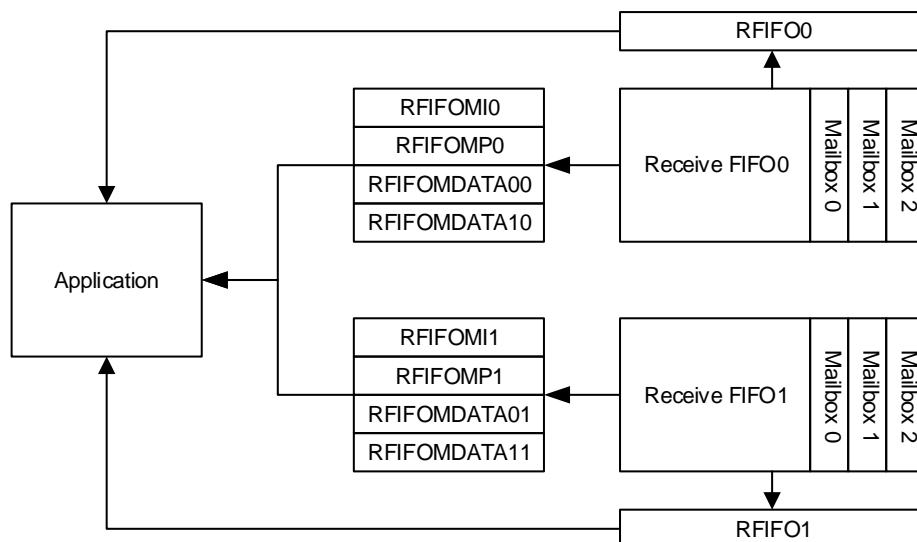 RFIFO0
RFIFOMI0
RFIFOMP0
RFIFOMDATA00
RFIFOMDATA10
Receive FIFO0
Mailbox 0
Mailbox 1
Mailbox 2
Application
RFIFOMI1
RFIFOMP1
RFIFOMDATA01
RFIFOMDATA11
Receive FIFO1
Mailbox 0
Mailbox 1
Mailbox 2
RFIFO1